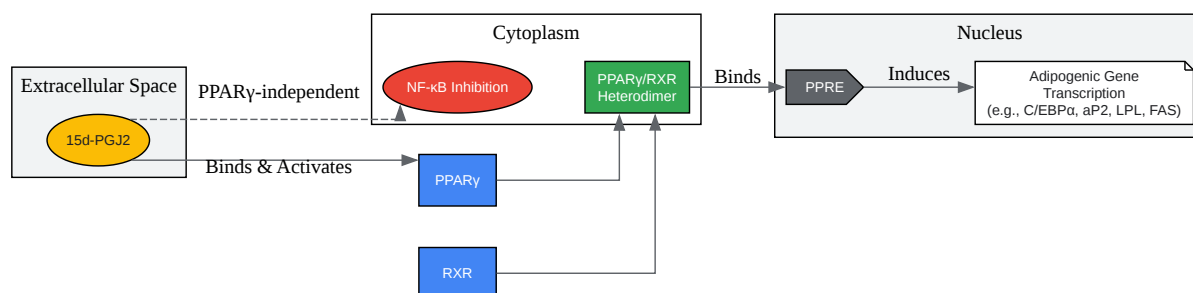 Extracellular Space
15d-PGJ2
PPARγ-independent
Binds & Activates
Cytoplasm
NF-κB Inhibition
PPARγ/RXR
Heterodimer
PPARγ
RXR
Binds
Nucleus
PPRE
Induces
Adipogenic Gene
Transcription
(e.g., C/EBPα, aP2, LPL, FAS)